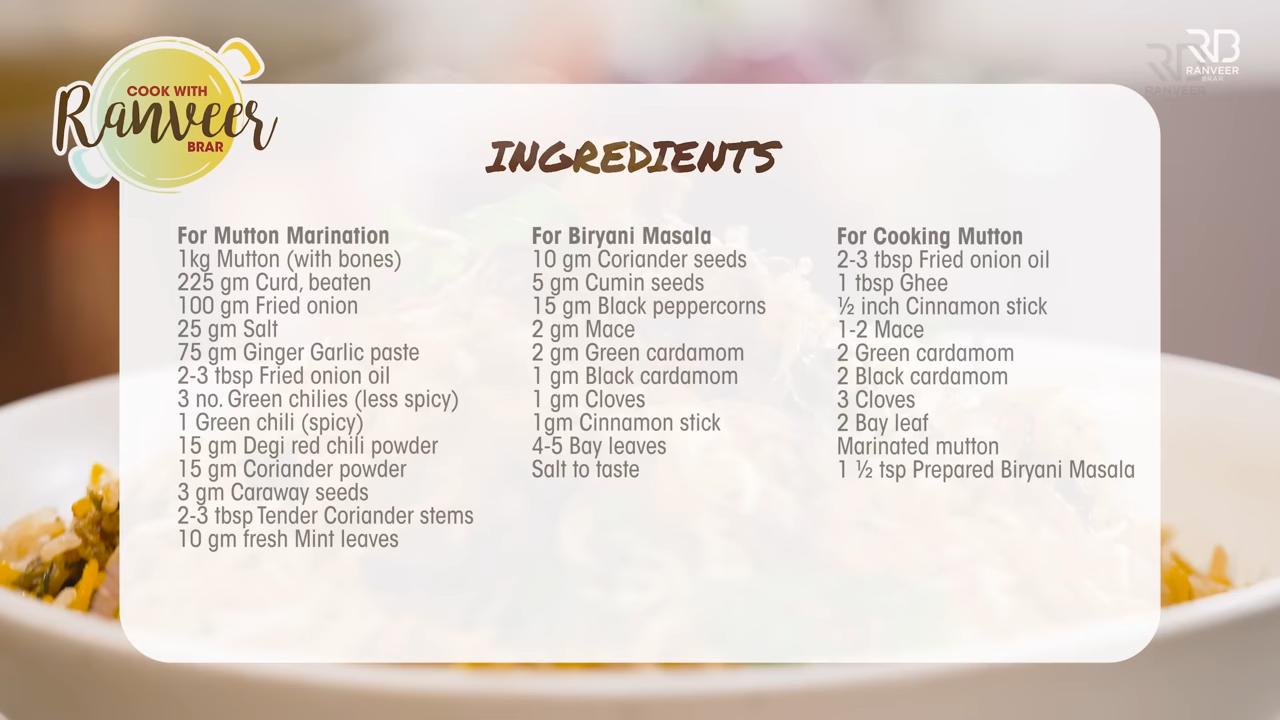 COOK WITH
Ranveer
BRAR
RB
RANVEER
BRAR
RB
RANVEER
INGREDIENTS
For Mutton Marination
1kg Mutton (with bones)
225 gm Curd, beaten
100 gm Fried onion
25 gm Salt
75 gm Ginger Garlic paste
2-3 tbsp Fried onion oil
3 no. Green chilies (less spicy)
1 Green chili (spicy)
15 gm Degi red chili powder
15 gm Coriander powder
3 gm Caraway seeds
2-3 tbsp Tender Coriander stems
10 gm fresh Mint leaves
For Biryani Masala
10 gm Coriander seeds
5 gm Cumin seeds
15 gm Black peppercorns
2 gm Mace
2 gm Green cardamom
1 gm Black cardamom
1 gm Cloves
1gm Cinnamon stick
4-5 Bay leaves
Salt to taste
For Cooking Mutton
2-3 tbsp Fried onion oil
1 tbsp Ghee
½ inch Cinnamon stick
1-2 Mace
2 Green cardamom
2 Black cardamom
3 Cloves
2 Bay leaf
Marinated mutton
1 ½ tsp Prepared Biryani Masala